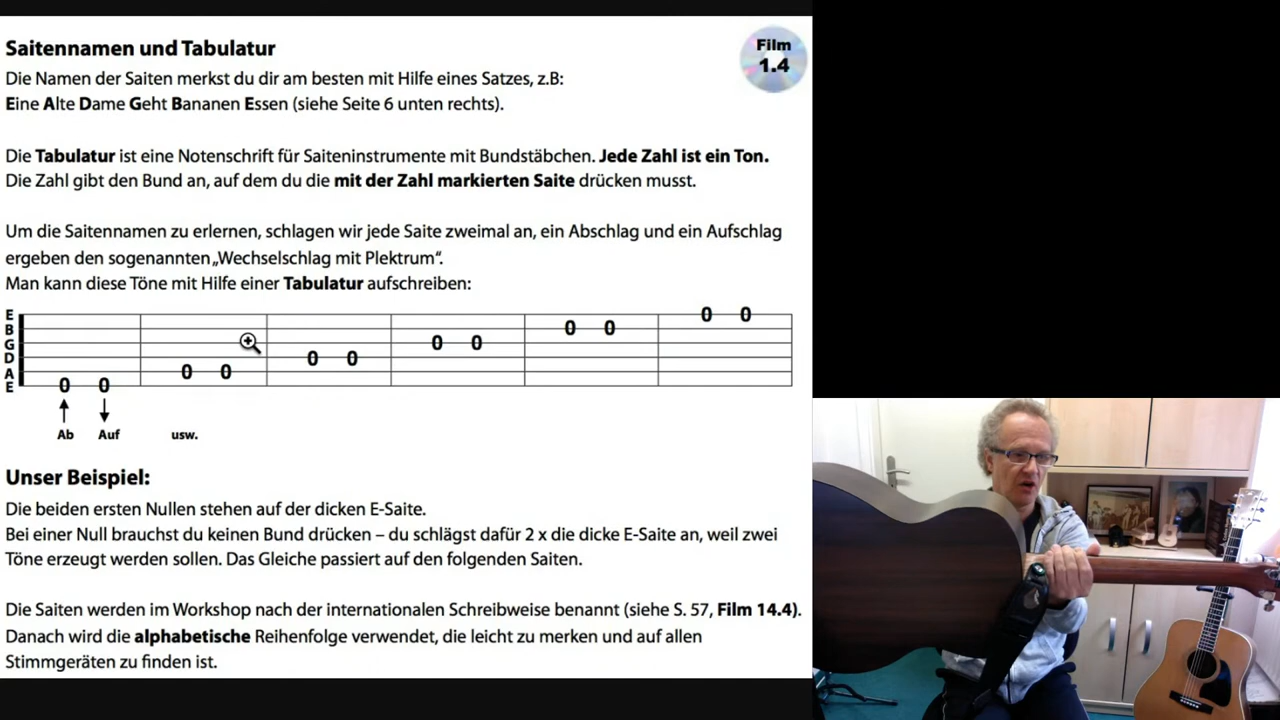 Saitennamen und Tabulatur
Film
1.4
Die Namen der Saiten merkst du dir am besten mit Hilfe eines Satzes, z.B:
Eine Alte Dame Geht Bananen Essen (siehe Seite 6 unten rechts).
Die Tabulatur ist eine Notenschrift für Saiteninstrumente mit Bundstäbchen. Jede Zahl ist ein Ton.
Die Zahl gibt den Bund an, auf dem du die mit der Zahl markierten Saite drücken musst.
Um die Saitennamen zu erlernen, schlagen wir jede Saite zweimal an, ein Abschlag und ein Aufschlag
ergeben den sogenannten „Wechselschlag mit Plektrum“.
Man kann diese Töne mit Hilfe einer Tabulatur aufschreiben:
E 0 0
B 0 0
G 0 0
D 0 0
A 0 0
E 0 0
Ab Auf usw.
Unser Beispiel:
Die beiden ersten Nullen stehen auf der dicken E-Saite.
Bei einer Null brauchst du keinen Bund drücken – du schlägst dafür 2 x die dicke E-Saite an, weil zwei
Töne erzeugt werden sollen. Das Gleiche passiert auf den folgenden Saiten.
Die Saiten werden im Workshop nach der internationalen Schreibweise benannt (siehe S. 57, Film 14.4).
Danach wird die alphabetische Reihenfolge verwendet, die leicht zu merken und auf allen
Stimmgeräten zu finden ist.